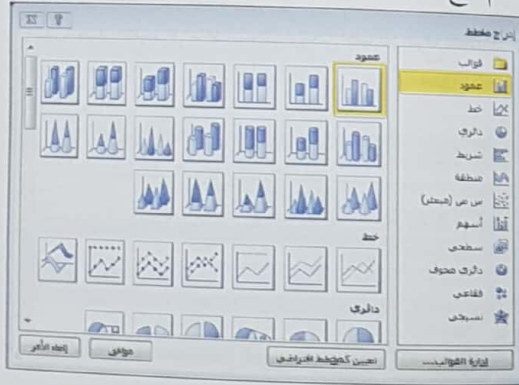 إدراج مخطط
قوالب
عمود
خط
دائري
شريط
منطقة
س ص (مبعثر)
أسهم
سطحي
دائري مجوف
فقاعي
نسيجي
عمود
خط
دائري
إدارة القوالب...
تعيين كمخطط افتراضي
موافق
إلغاء الأمر